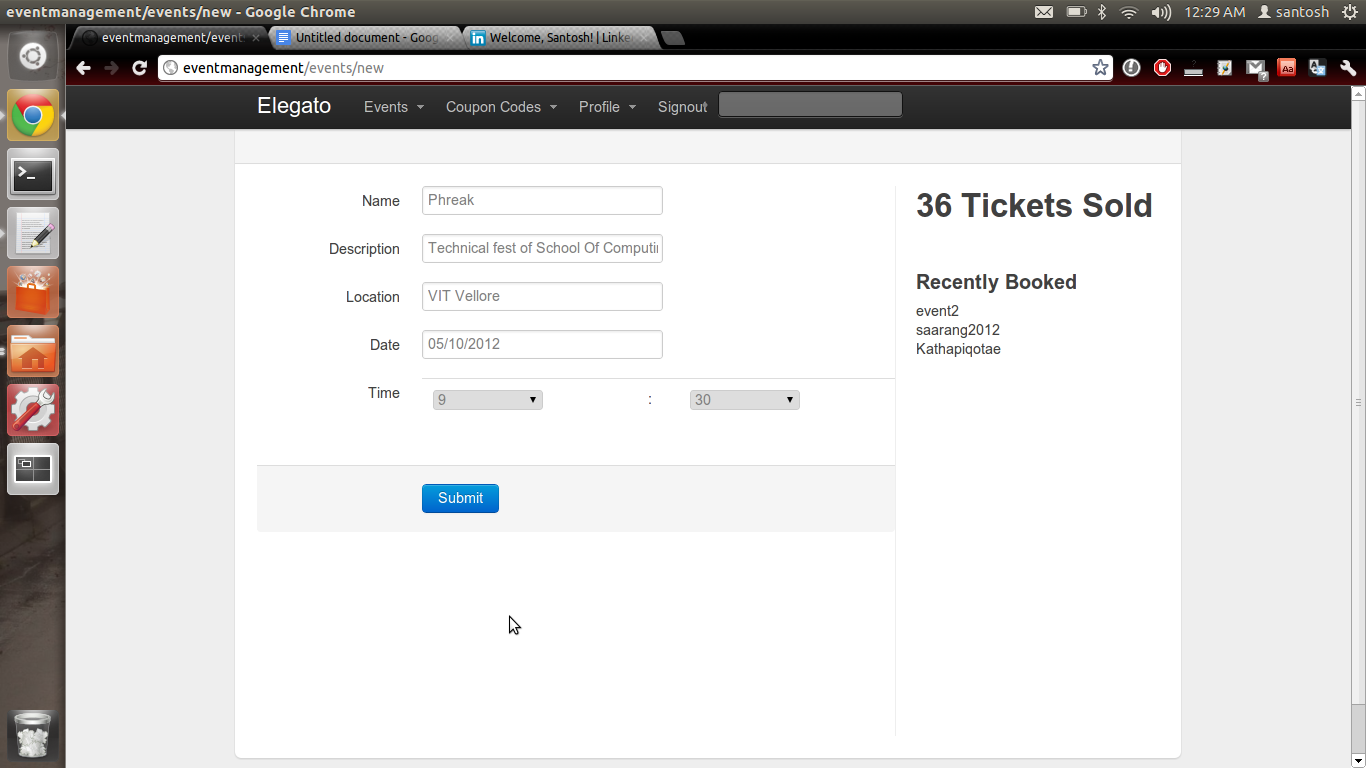 eventmanagement/events/new - Google Chrome
12:29 AM santosh
eventmanagement/event
Untitled document - Goog
Welcome, Santosh! | Linke
eventmanagement/events/new
Elegato Events Coupon Codes Profile Signout
Name Phreak
Description Technical fest of School Of Computi
Location VIT Vellore
Date 05/10/2012
Time 9 : 30
Submit
36 Tickets Sold
Recently Booked
event2
saarang2012
Kathapiqotae